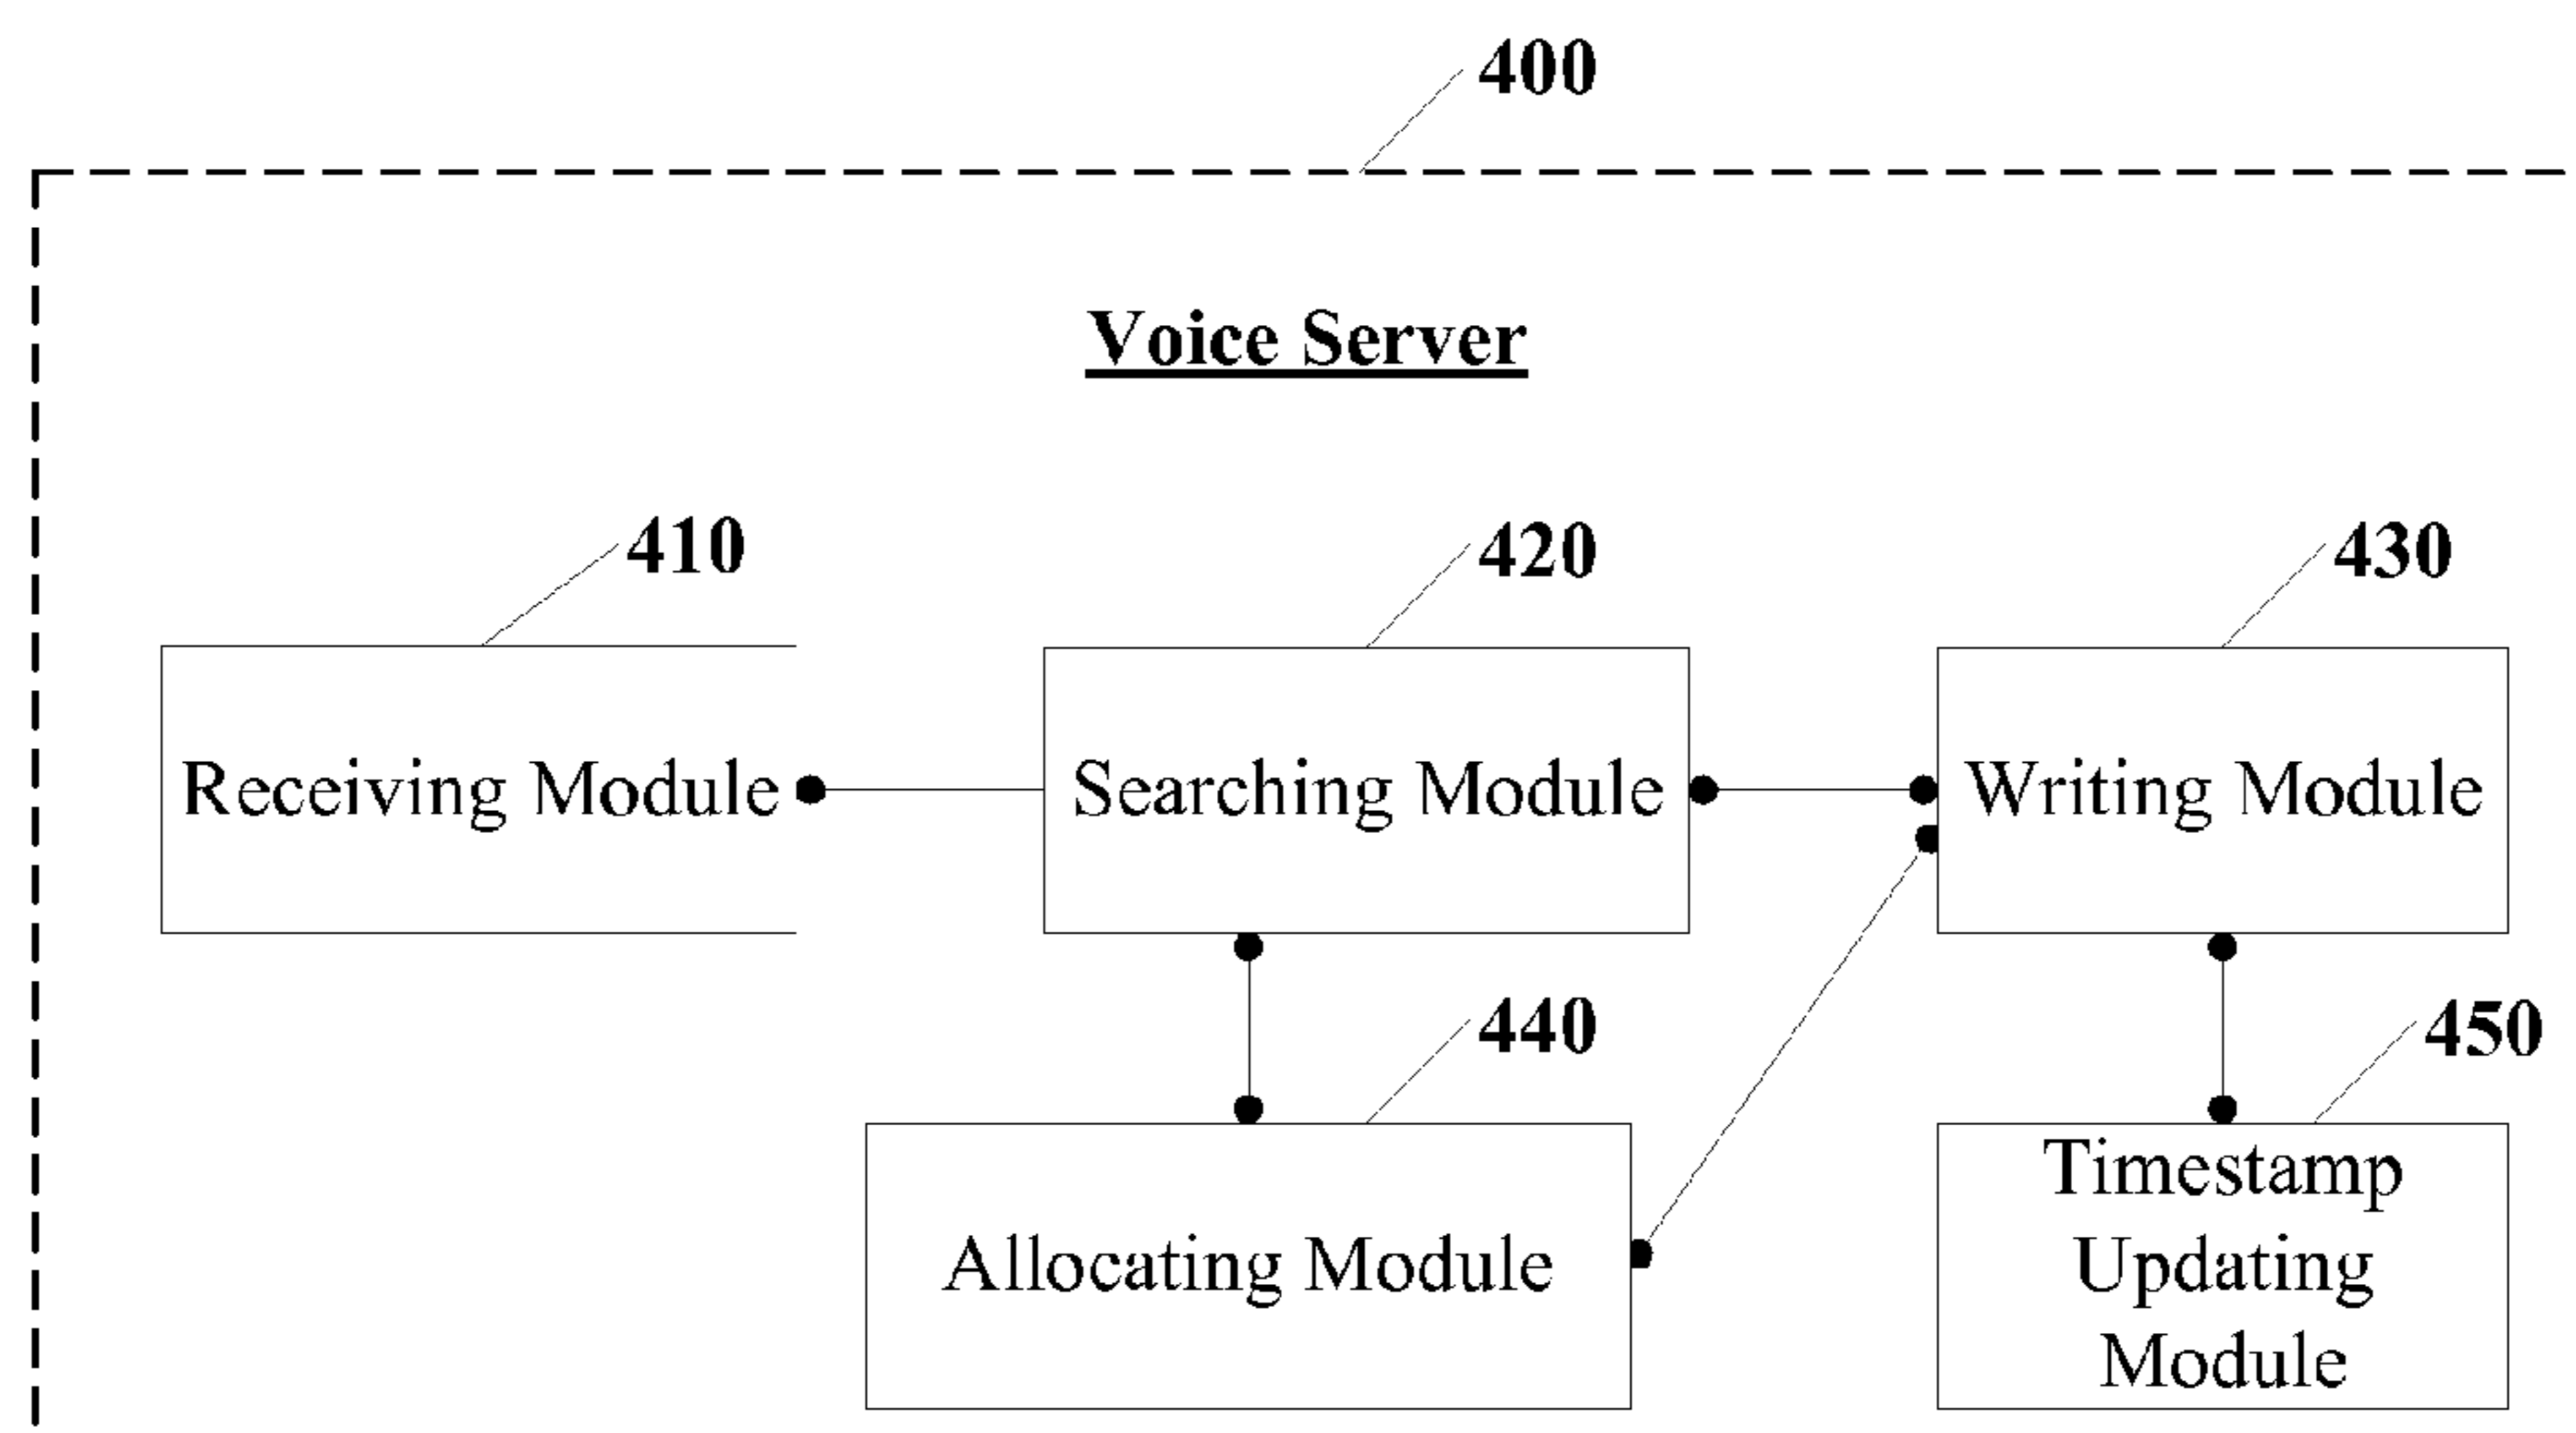 400
Voice Server
410
420
430
Receiving Module
Searching Module
Writing Module
440
450
Allocating Module
Timestamp
Updating
Module